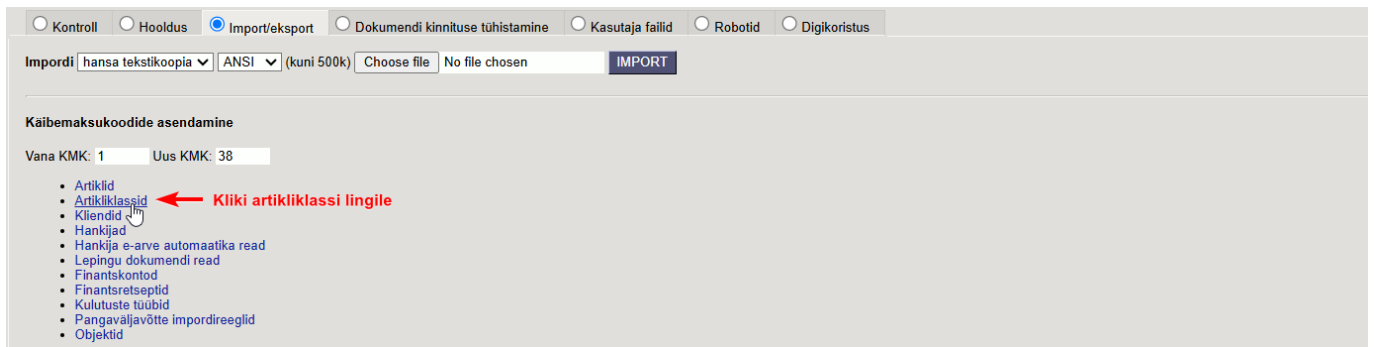 Kontroll Hooldus Import/eksport Dokumendi kinnituse tühistamine Kasutaja failid Robotid Digikoristus
Impordi hansa tekstikoopia ANSI (kuni 500k) Choose file No file chosen IMPORT
Käibemaksukoodide asendamine
Vana KMK: 1 Uus KMK: 38
Artiklid
Artikliklassid Kliki artikliklassi lingile
Kliendid
Hankijad
Hankija e-arve automaatika read
Lepingu dokumendi read
Finantskontod
Finantsretseptid
Kulutuste tüübid
Pangaväljavõtte impordireeglid
Objektid